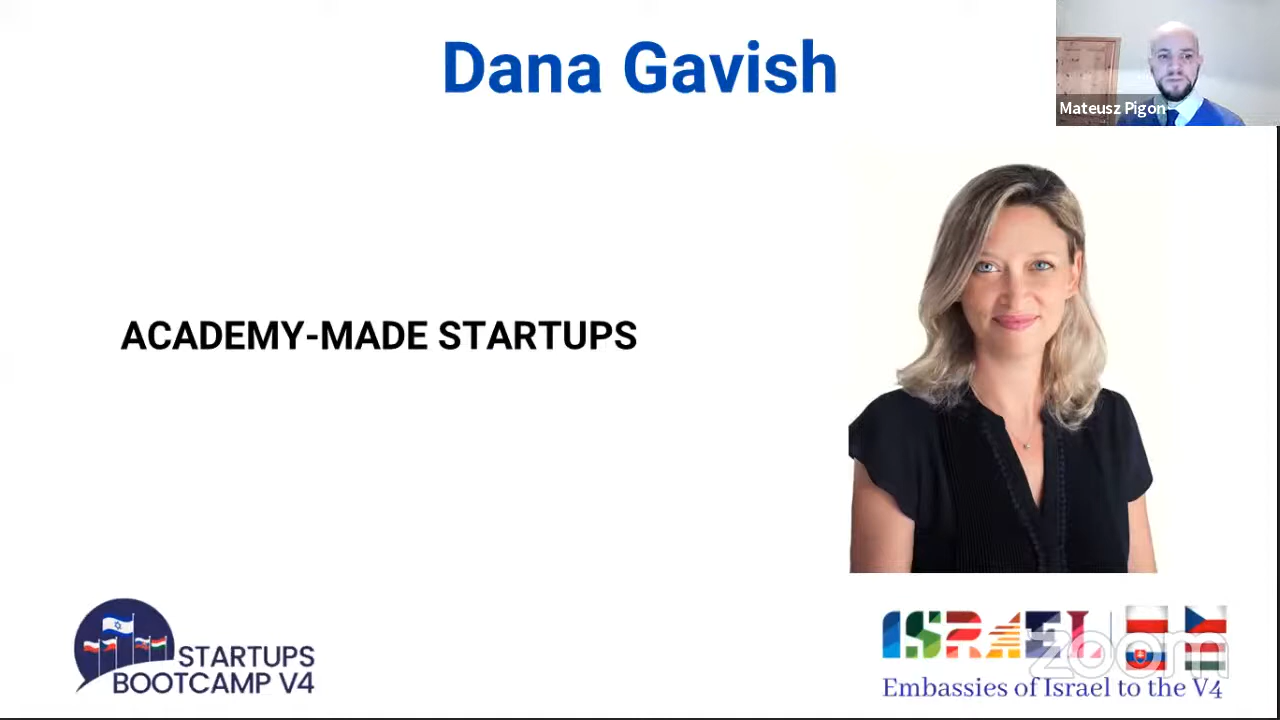 Dana Gavish
Mateusz Pigon
ACADEMY-MADE STARTUPS
STARTUPS
BOOTCAMP V4
ISRAEL
zoom
Embassies of Israel to the V4